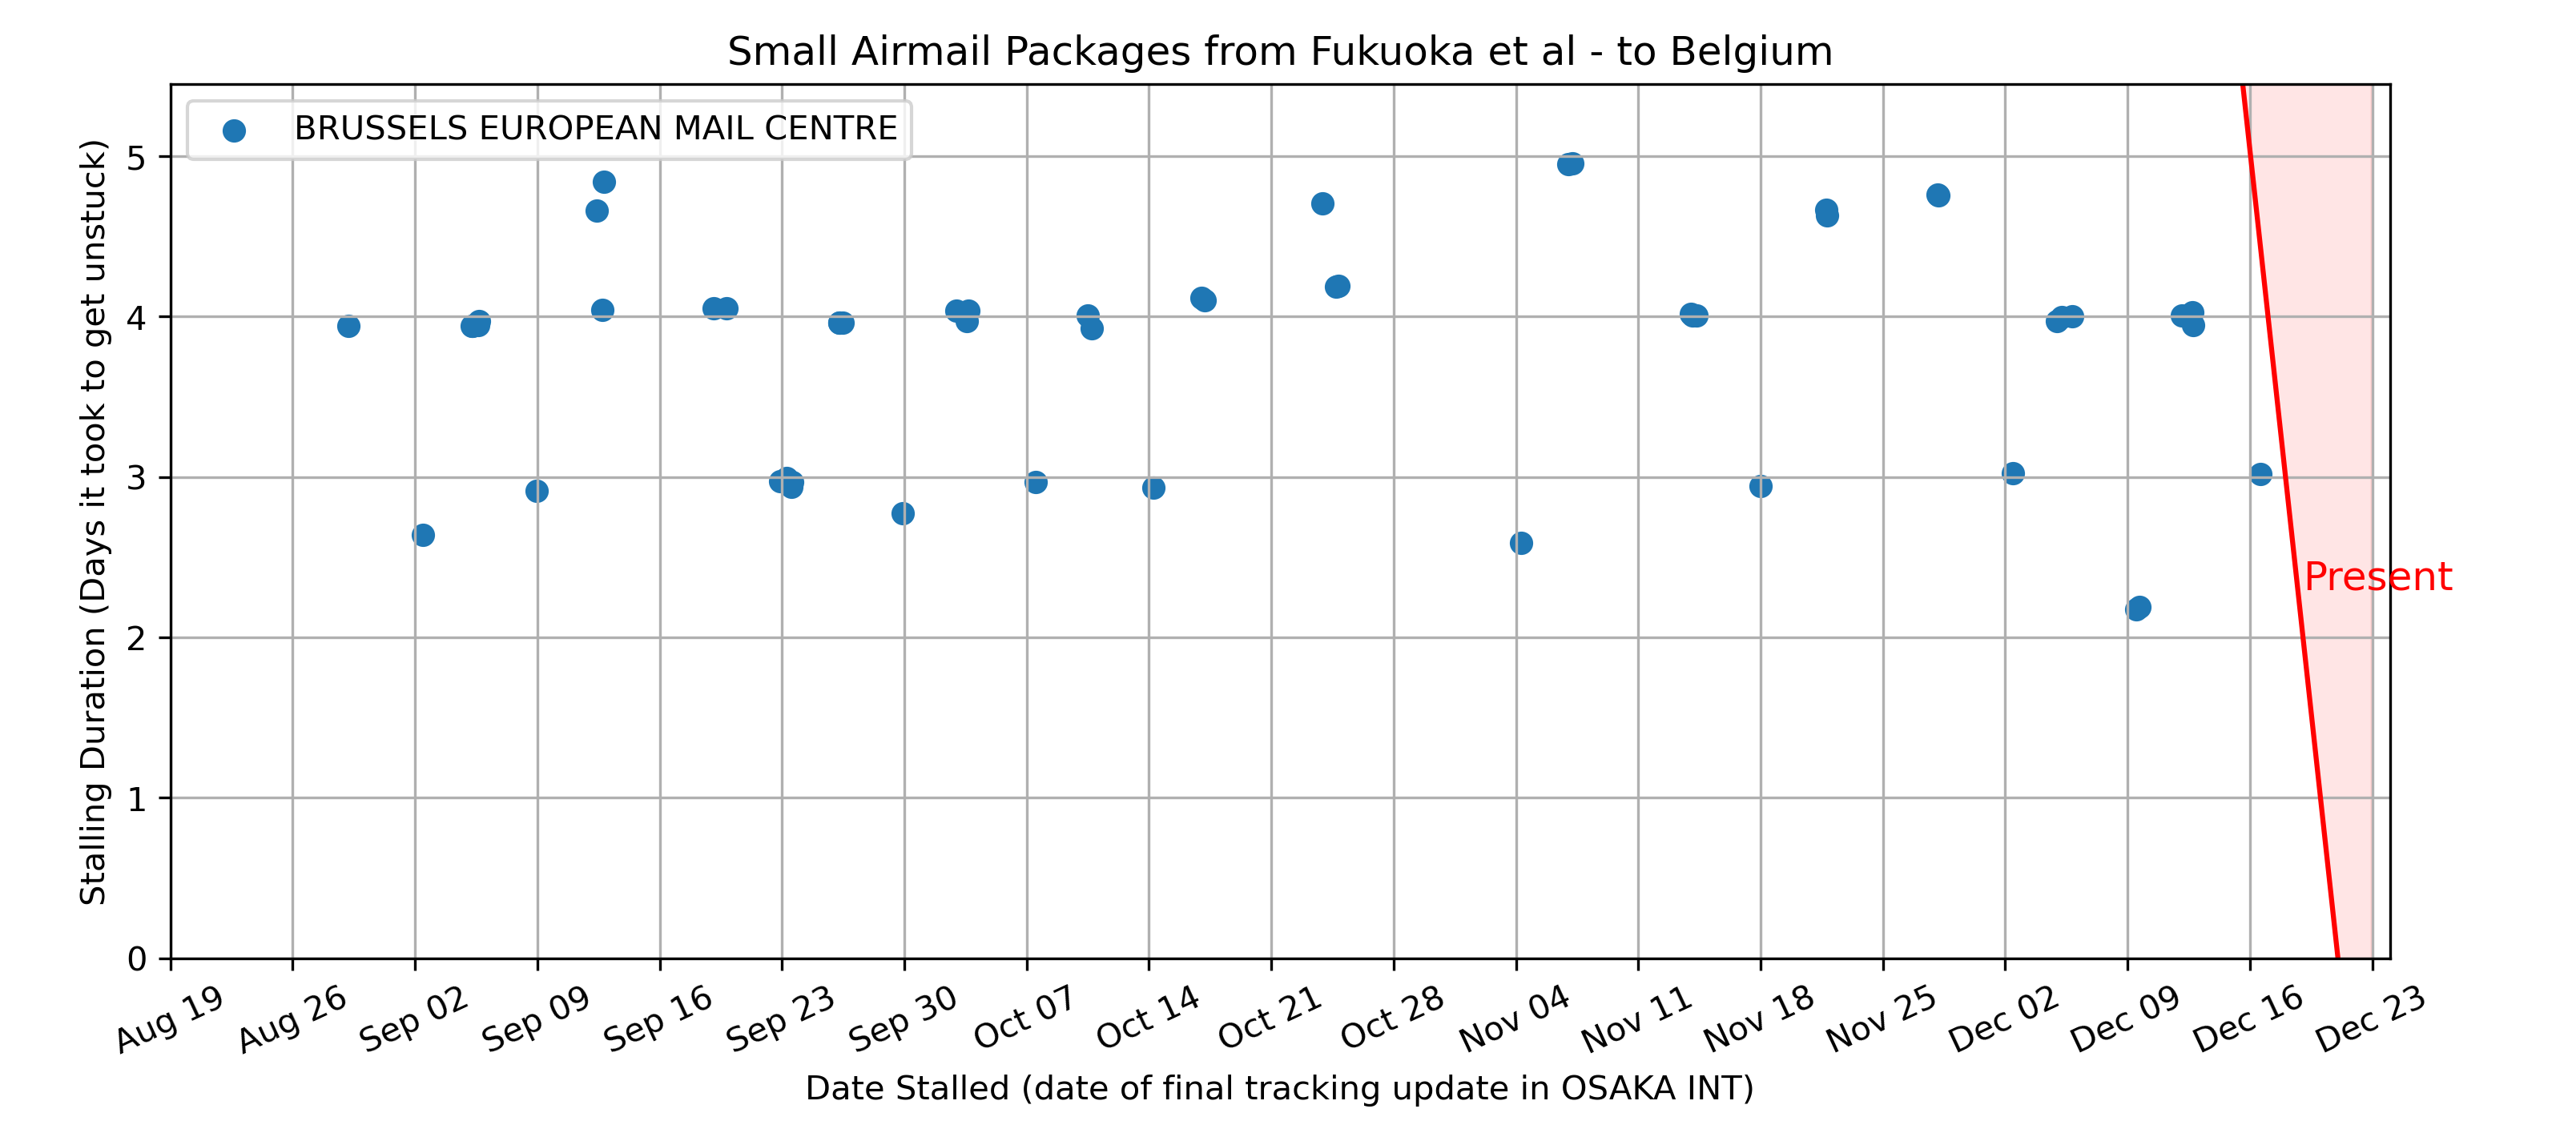 Small Airmail Packages from Fukuoka et al - to Belgium
BRUSSELS EUROPEAN MAIL CENTRE
Stalling Duration (Days it took to get unstuck)
5
4
3
2
1
0
Present
Aug 19
Aug 26
Sep 02
Sep 09
Sep 16
Sep 23
Sep 30
Oct 07
Oct 14
Oct 21
Oct 28
Nov 04
Nov 11
Nov 18
Nov 25
Dec 02
Dec 09
Dec 16
Dec 23
Date Stalled (date of final tracking update in OSAKA INT)